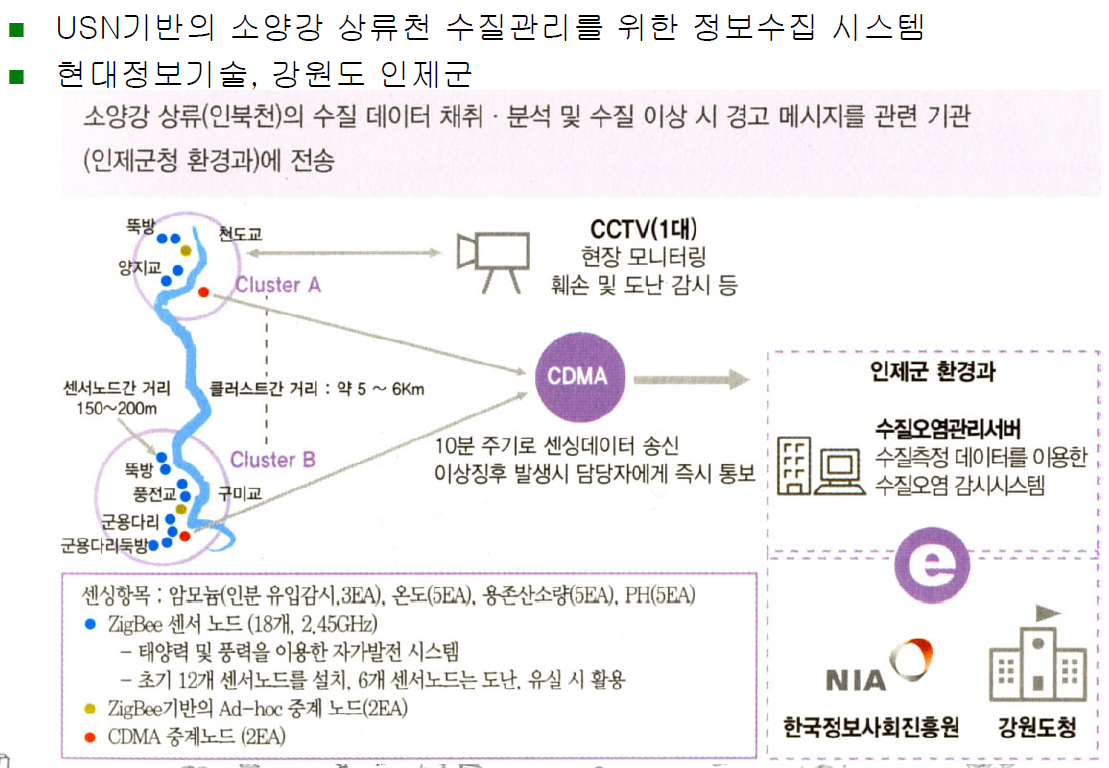 USN기반의 소양강 상류천 수질관리를 위한 정보수집 시스템
현대정보기술, 강원도 인제군
소양강 상류(인북천)의 수질 데이터 채취 · 분석 및 수질 이상 시 경고 메시지를 관련 기관
(인제군청 환경과)에 전송
뚝방
천도교
양지교
Cluster A
CCTV(1대)
현장 모니터링
훼손 및 도난 감시 등
센서노드간 거리
150~200m
클러스트간 거리 : 약 5 ~ 6Km
CDMA
10분 주기로 센싱데이터 송신
이상징후 발생시 담당자에게 즉시 통보
Cluster B
뚝방
풍전교
구미교
군용다리
군용다리둑방
인제군 환경과
수질오염관리서버
수질측정 데이터를 이용한
수질오염 감시시스템
e
NIA
한국정보사회진흥원
강원도청
센싱항목 : 암모늄(인분 유입감시,3EA), 온도(5EA), 용존산소량(5EA), PH(5EA)
ZigBee 센서 노드 (18개, 2.45GHz)
- 태양력 및 풍력을 이용한 자가발전 시스템
- 초기 12개 센서노드를 설치, 6개 센서노드는 도난, 유실 시 활용
ZigBee기반의 Ad-hoc 중계 노드(2EA)
CDMA 중계노드 (2EA)